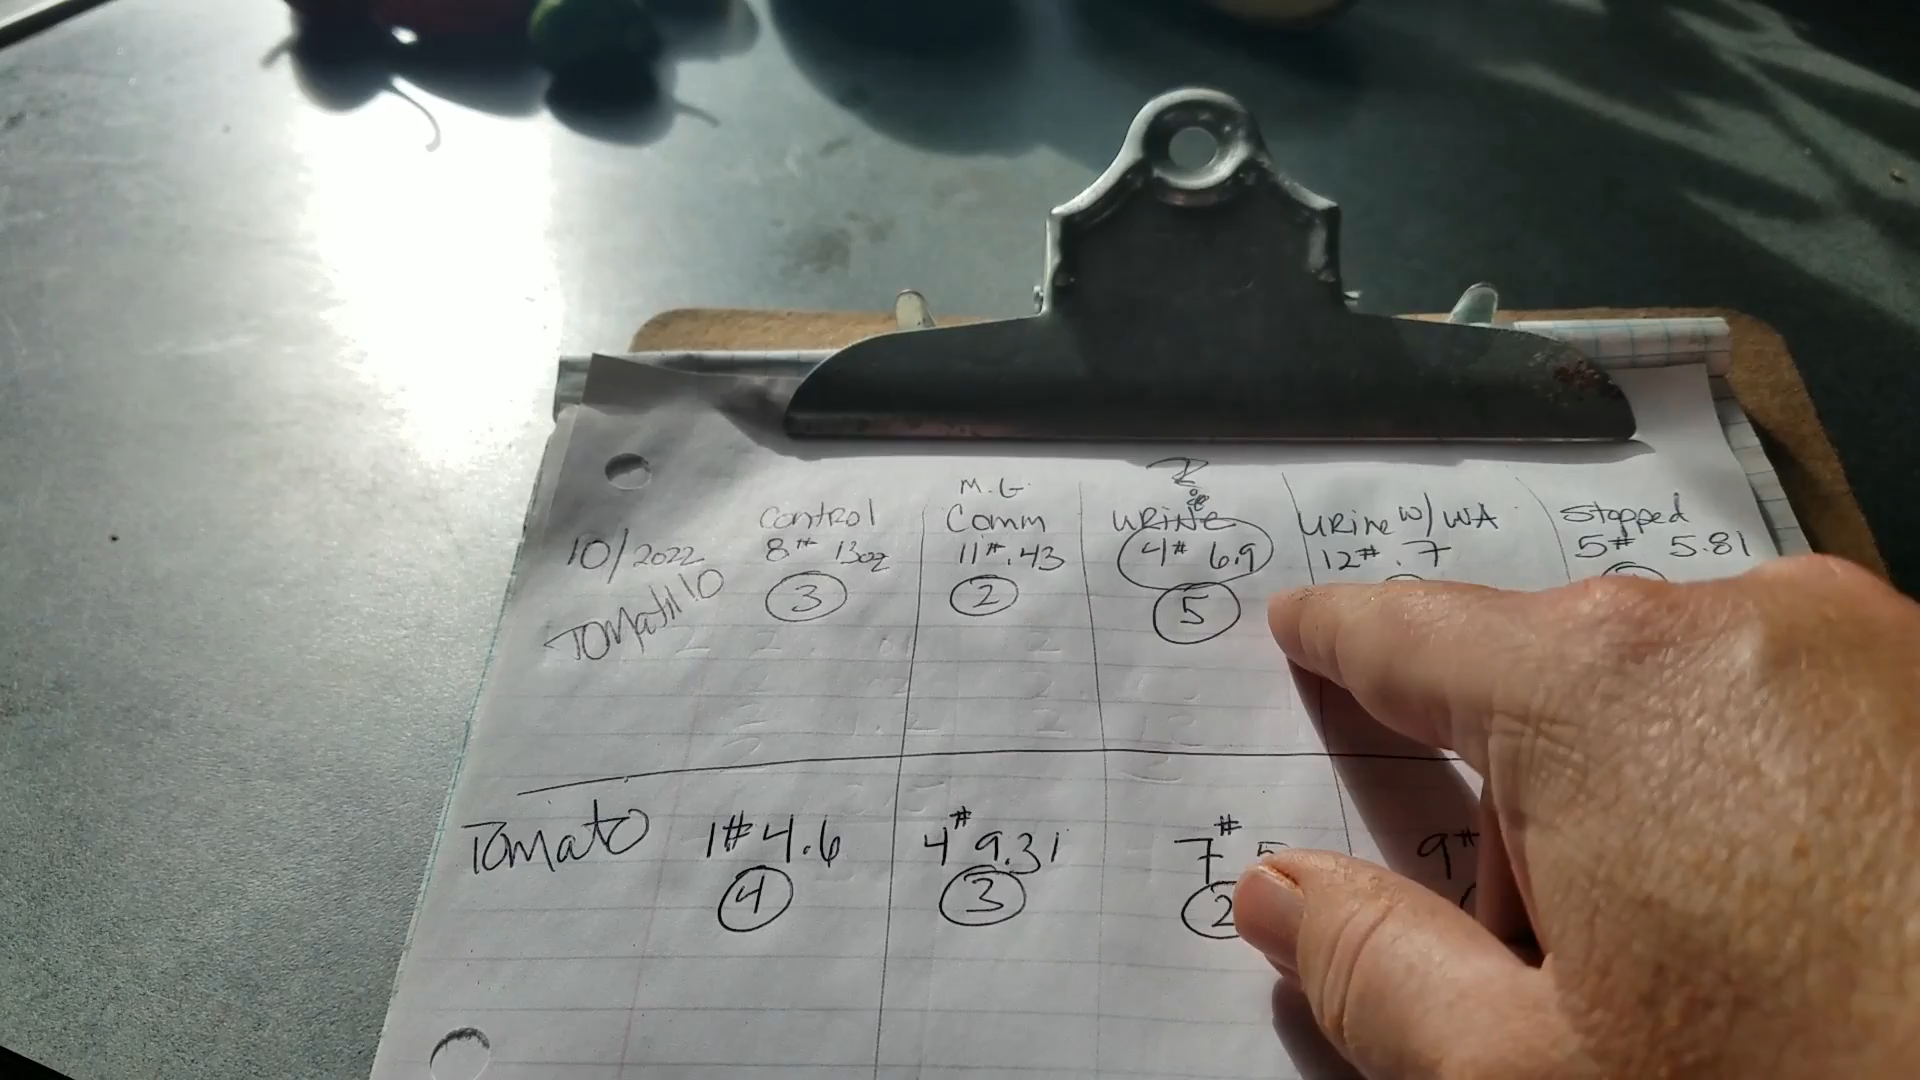 M.G.
Control Comm URINE URine W/ WA Stopped
10/2022 8# 13oz 11# .43 4# 6.9 12# .7 5# 5.81
TOMATILLO 3 2 5
Tomato 1# 4.6 4# 9.31 7# 5 9#
4 3 2